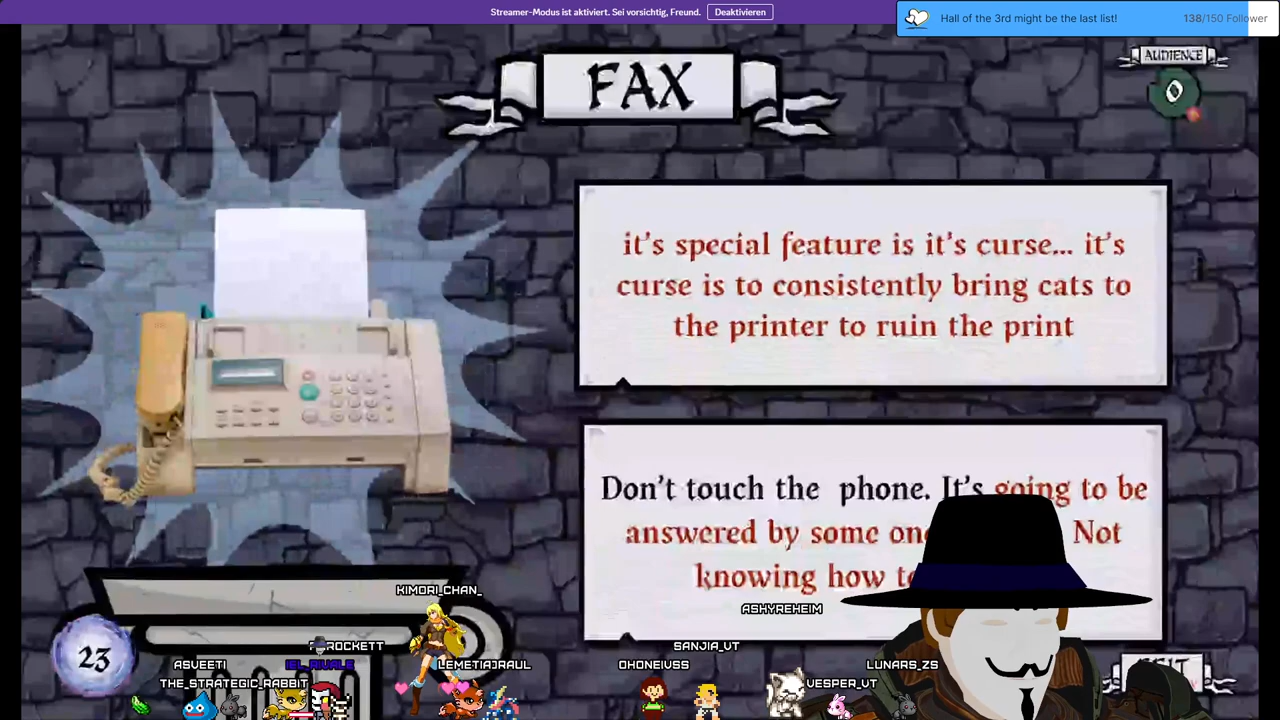 Streamer-Modus ist aktiviert. Sei vorsichtig, Freund. Deaktivieren
Hall of the 3rd might be the last list! 138/150 Follower
AUDIENCE
0
FAX
it's special feature is it's curse... it's
curse is to consistently bring cats to
the printer to ruin the print
Don't touch the phone. It's going to be
answered by some Not
knowing how
KIMORI_CHAN_
ASHYREHEIM
ROCKETT
SANJIA_VT
23
ASVEETI
LEMETIAJRAUL
OHONEIVSS
LUNARS_ZS
THE_STRATEGIC_RABBIT
VESPER_VT